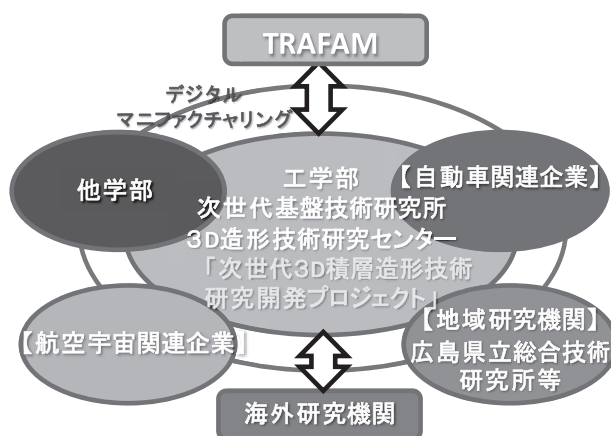 TRAFAM
デジタル
マニファクチャリング
他学部
工学部
次世代基盤技術研究所
3D造形技術研究センター
「次世代3D積層造形技術
研究開発プロジェクト」
【自動車関連企業】
【航空宇宙関連企業】
【地域研究機関】
広島県立総合技術
研究所等
海外研究機関